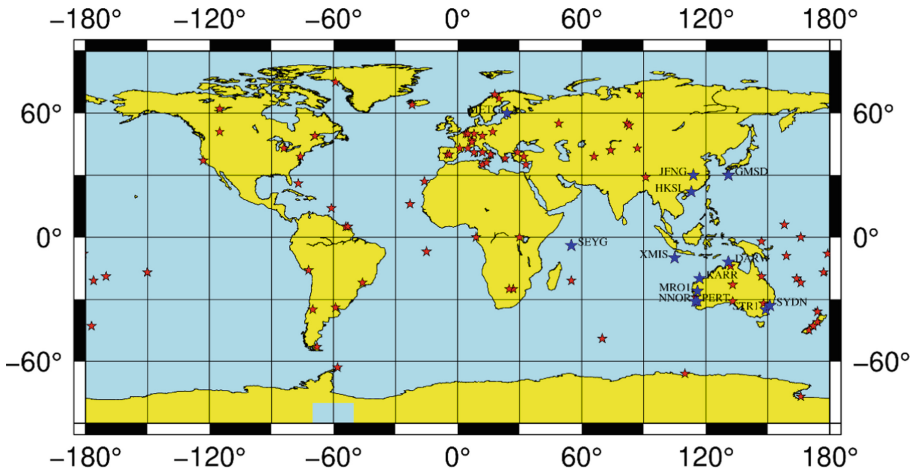 −180° −120° −60° 0° 60° 120° 180°
60° 60°
JFNG GMSD
HKSL
0° 0°
SEYG
XMIS DARW
KARR
MRO1
NNOR PERT
STR1 SYDN
−60° −60°
−180° −120° −60° 0° 60° 120° 180°